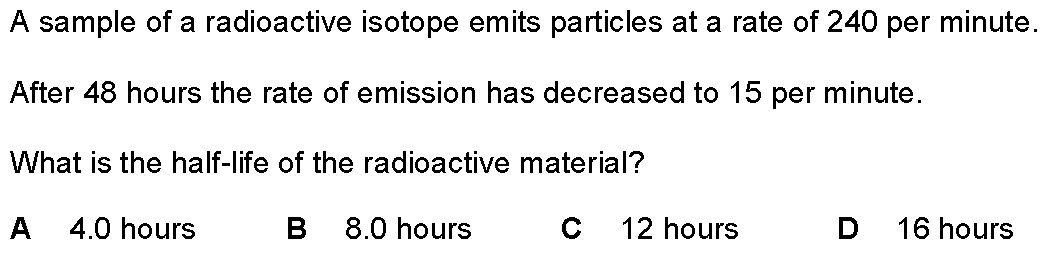 A sample of a radioactive isotope emits particles at a rate of 240 per minute.
After 48 hours the rate of emission has decreased to 15 per minute.
What is the half-life of the radioactive material?
A 4.0 hours B 8.0 hours C 12 hours D 16 hours